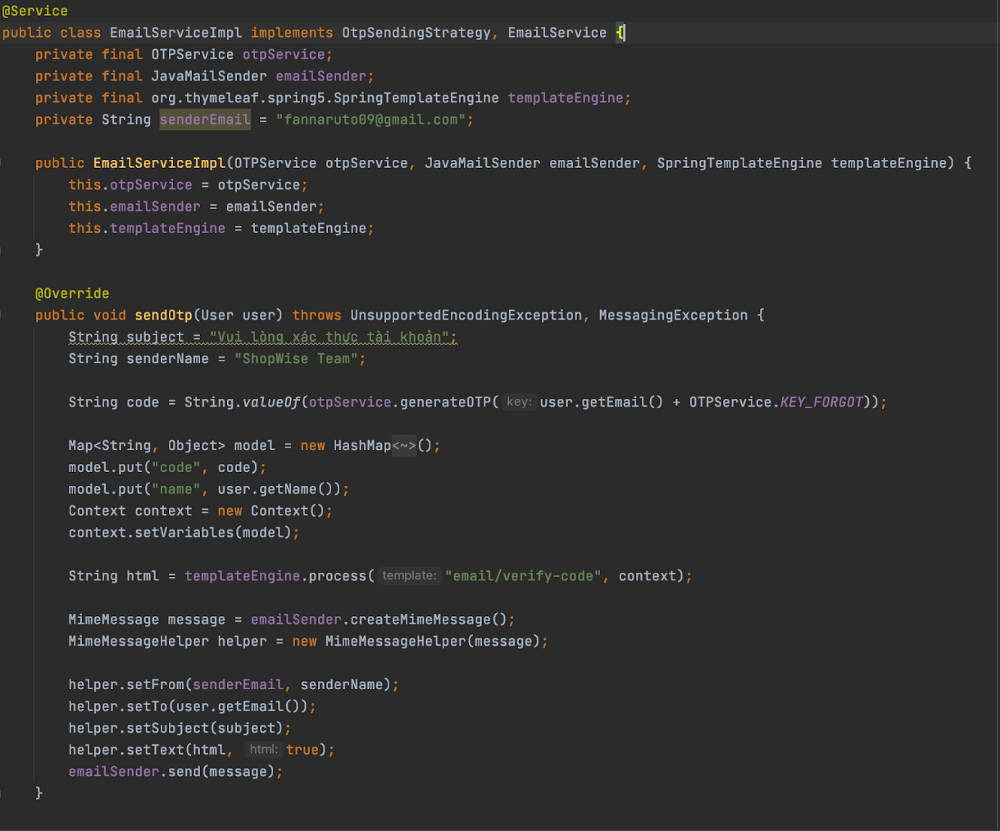 @Service
public class EmailServiceImpl implements OtpSendingStrategy, EmailService {
private final OTPService otpService;
private final JavaMailSender emailSender;
private final org.thymeleaf.spring5.SpringTemplateEngine templateEngine;
private String senderEmail = "fannaruto09@gmail.com";
public EmailServiceImpl(OTPService otpService, JavaMailSender emailSender, SpringTemplateEngine templateEngine) {
this.otpService = otpService;
this.emailSender = emailSender;
this.templateEngine = templateEngine;
}
@Override
public void sendOtp(User user) throws UnsupportedEncodingException, MessagingException {
String subject = "Vui lòng xác thực tài khoản";
String senderName = "ShopWise Team";
String code = String.valueOf(otpService.generateOTP( key: user.getEmail() + OTPService.KEY_FORGOT));
Map<String, Object> model = new HashMap<~>();
model.put("code", code);
model.put("name", user.getName());
Context context = new Context();
context.setVariables(model);
String html = templateEngine.process( template: "email/verify-code", context);
MimeMessage message = emailSender.createMimeMessage();
MimeMessageHelper helper = new MimeMessageHelper(message);
helper.setFrom(senderEmail, senderName);
helper.setTo(user.getEmail());
helper.setSubject(subject);
helper.setText(html, html: true);
emailSender.send(message);
}